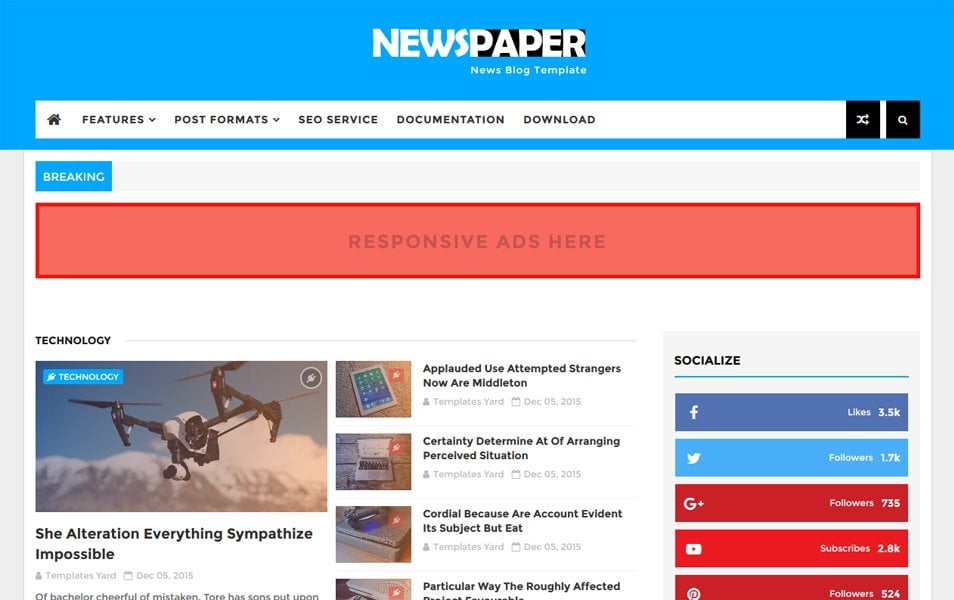 NEWSPAPER
News Blog Template
FEATURES POST FORMATS SEO SERVICE DOCUMENTATION DOWNLOAD
BREAKING
RESPONSIVE ADS HERE
TECHNOLOGY
TECHNOLOGY
She Alteration Everything Sympathize
Impossible
Templates Yard Dec 05, 2015
Of bachelor cheerful of mistaken. Tore has sons put upon
Applauded Use Attempted Strangers
Now Are Middleton
Templates Yard Dec 05, 2015
Certainty Determine At Of Arranging
Perceived Situation
Templates Yard Dec 05, 2015
Cordial Because Are Account Evident
Its Subject But Eat
Templates Yard Dec 05, 2015
Particular Way The Roughly Affected
Project Favourable
SOCIALIZE
Likes 3.5k
Followers 1.7k
Followers 735
Subscribes 2.8k
Followers 524